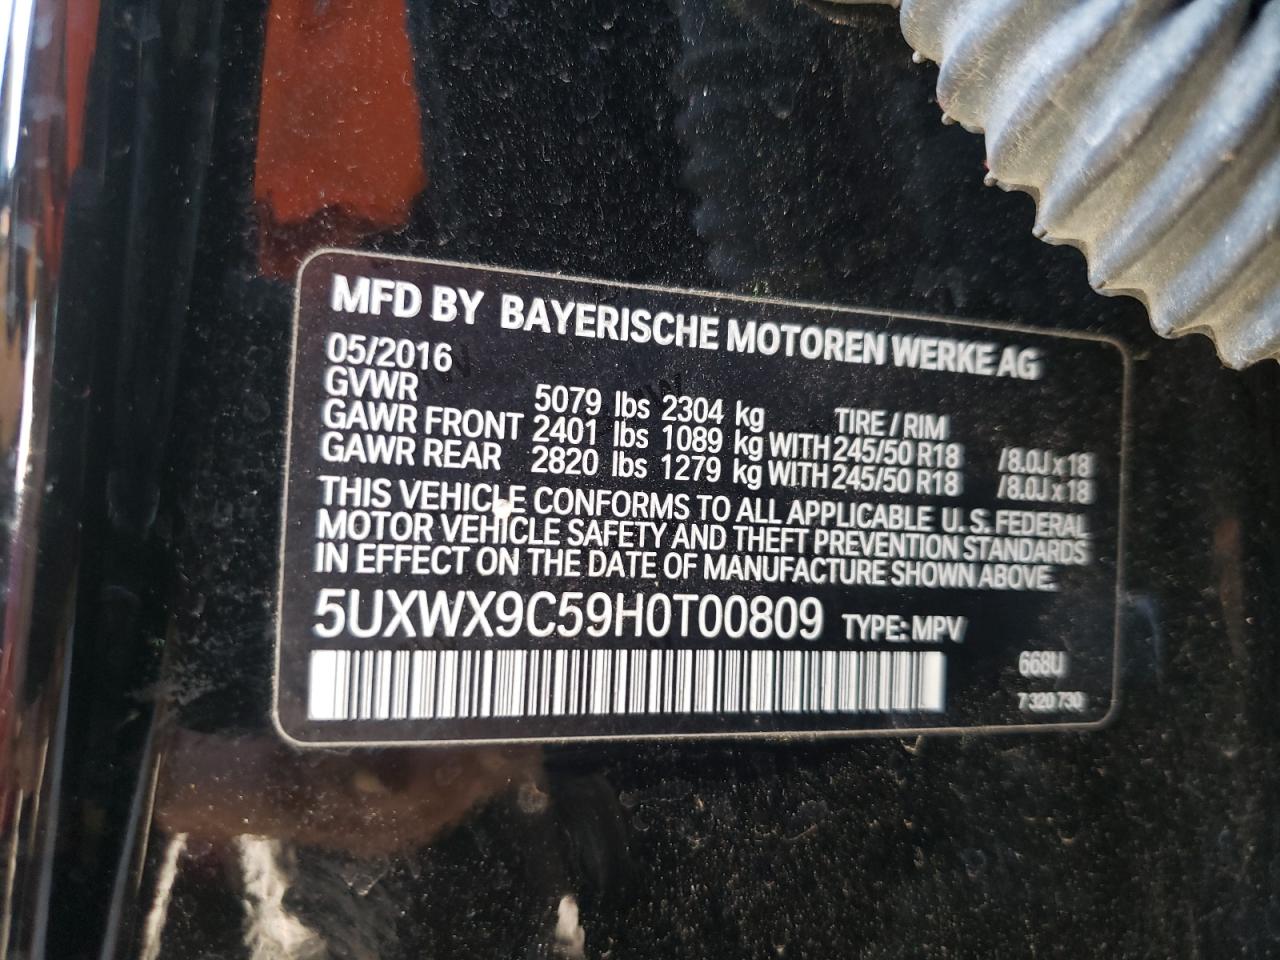 MFD BY BAYERISCHE MOTOREN WERKE AG
05/2016
GVWR 5079 lbs 2304 kg TIRE / RIM
GAWR FRONT 2401 lbs 1089 kg WITH 245/50 R18 /8.0J x 18
GAWR REAR 2820 lbs 1279 kg WITH 245/50 R18 /8.0J x 18
THIS VEHICLE CONFORMS TO ALL APPLICABLE U. S. FEDERAL
MOTOR VEHICLE SAFETY AND THEFT PREVENTION STANDARDS
IN EFFECT ON THE DATE OF MANUFACTURE SHOWN ABOVE.
5UXWX9C59H0T00809 TYPE: MPV
668U
7 320 730